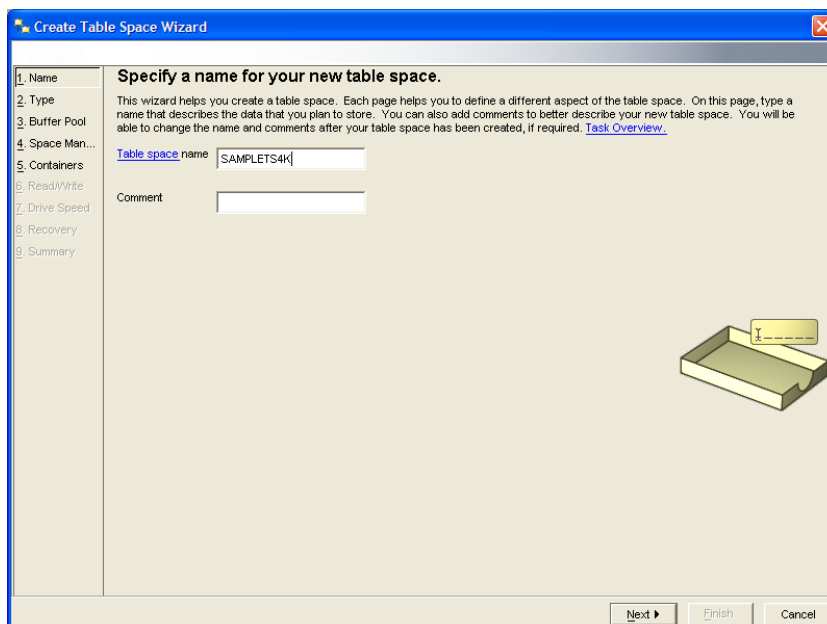 Create Table Space Wizard
1. Name
2. Type
3. Buffer Pool
4. Space Man...
5. Containers
6. Read/Write
7. Drive Speed
8. Recovery
9. Summary
Specify a name for your new table space.
This wizard helps you create a table space. Each page helps you to define a different aspect of the table space. On this page, type a
name that describes the data that you plan to store. You can also add comments to better describe your new table space. You will be
able to change the name and comments after your table space has been created, if required. Task Overview.
Table space name SAMPLETS4K
Comment
Next Finish Cancel